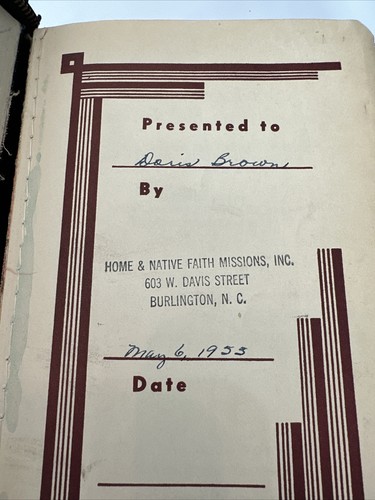 Presented to
Doris Brown
By
HOME & NATIVE FAITH MISSIONS, INC.
603 W. DAVIS STREET
BURLINGTON, N. C.
May 6, 1955
Date